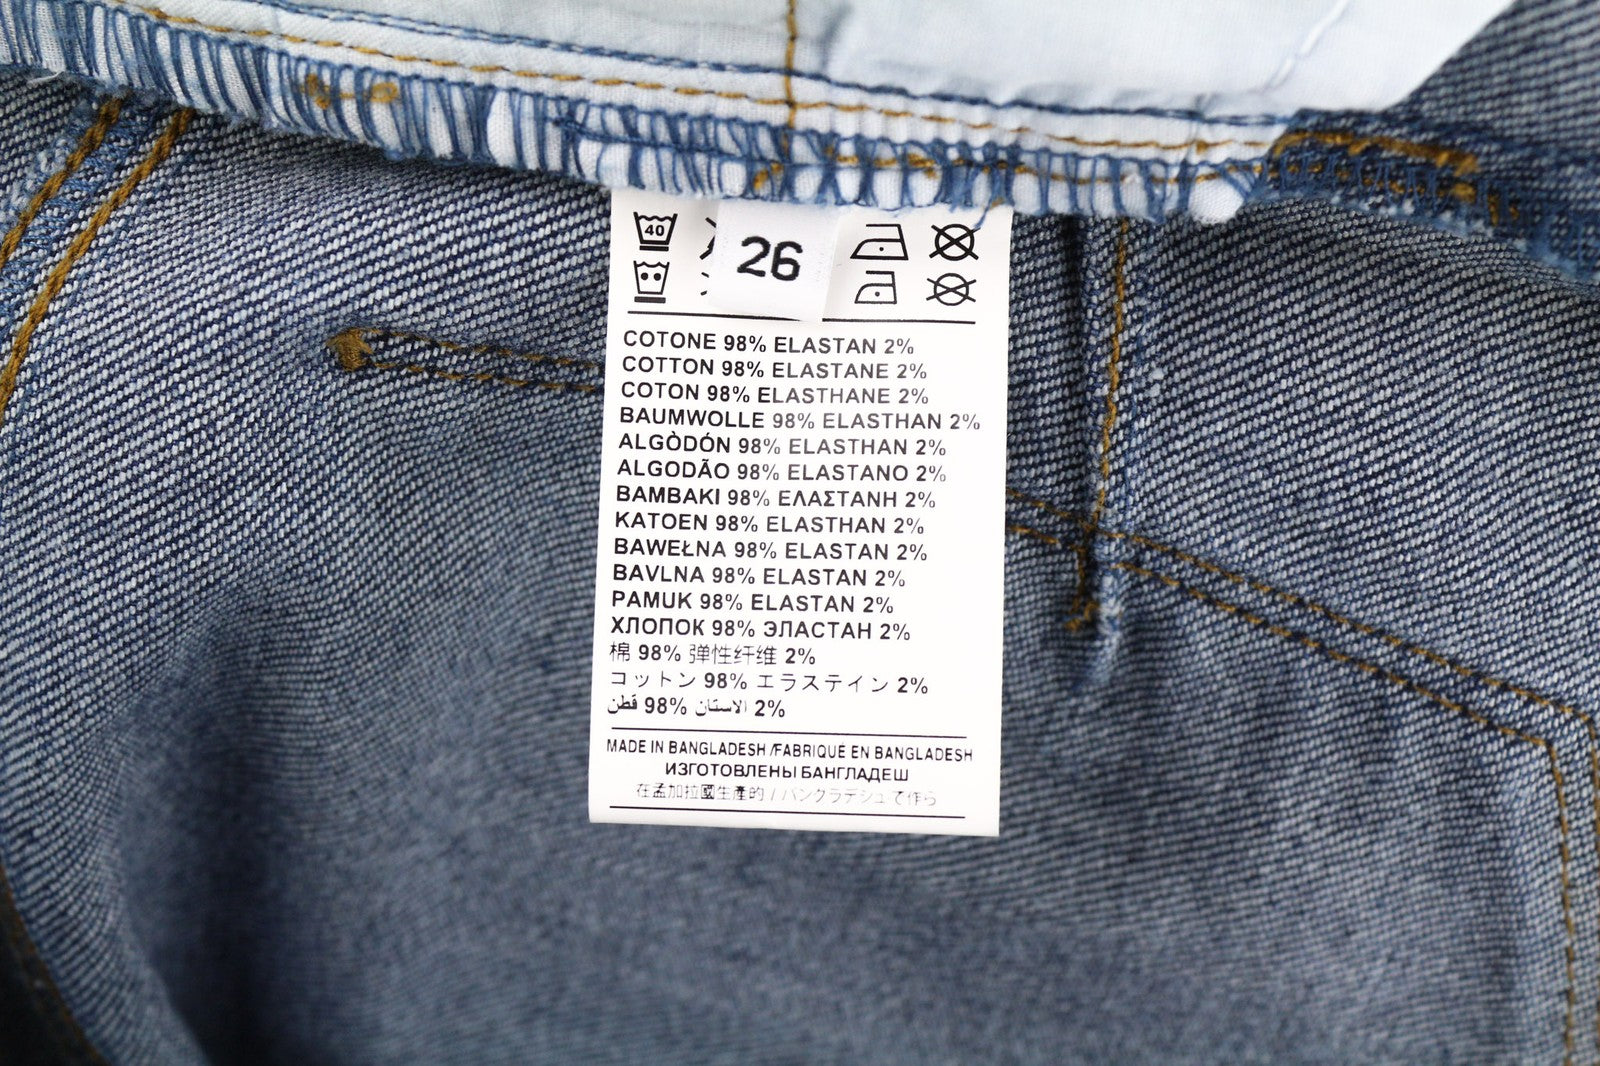 40
26
COTONE 98% ELASTAN 2%
COTTON 98% ELASTANE 2%
COTON 98% ELASTHANE 2%
BAUMWOLLE 98% ELASTHAN 2%
ALGÒDÓN 98% ELASTHAN 2%
ALGODÃO 98% ELASTANO 2%
BAMBAKI 98% ΕΛΑΣΤΑΝΗ 2%
KATOEN 98% ELASTHAN 2%
BAWEŁNA 98% ELASTAN 2%
BAVLNA 98% ELASTAN 2%
PAMUK 98% ELASTAN 2%
ХЛОПОК 98% ЭЛАСТАН 2%
棉 98% 弹性纤维 2%
コットン 98% エラステイン 2%
قطن 98% الاستان 2%
MADE IN BANGLADESH /FABRIQUÉ EN BANGLADESH
ИЗГОТОВЛЕНЫ БАНГЛАДЕШ
在孟加拉國生產的 / バングラデシュで作ら